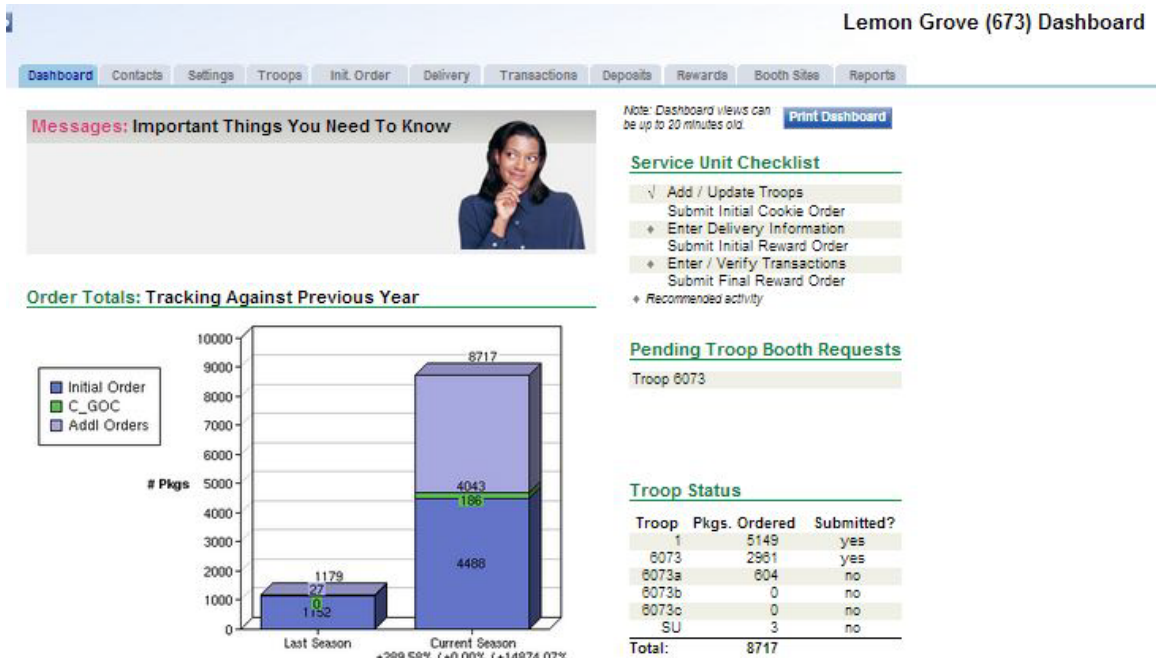 Lemon Grove (673) Dashboard
Dashboard Contacts Settings Troops Init. Order Delivery Transactions Deposits Rewards Booth Sites Reports
Messages: Important Things You Need To Know
Note: Dashboard views can
be up to 20 minutes old.
Print Dashboard
Service Unit Checklist
√ Add / Update Troops
Submit Initial Cookie Order
♦ Enter Delivery Information
Submit Initial Reward Order
♦ Enter / Verify Transactions
Submit Final Reward Order
♦ Recommended activity
Order Totals: Tracking Against Previous Year
Initial Order
C_GOC
Addl Orders
# Pkgs
10000
9000
8000
7000
6000
5000
4000
3000
2000
1000
0
1179
27
0
1152
8717
4043
186
4488
Last Season
Current Season
+289.58% / +0.00% / +14874.07%
Pending Troop Booth Requests
Troop 6073
Troop Status
Troop Pkgs. Ordered Submitted?
1 5149 yes
6073 2961 yes
6073a 604 no
6073b 0 no
6073c 0 no
SU 3 no
Total: 8717